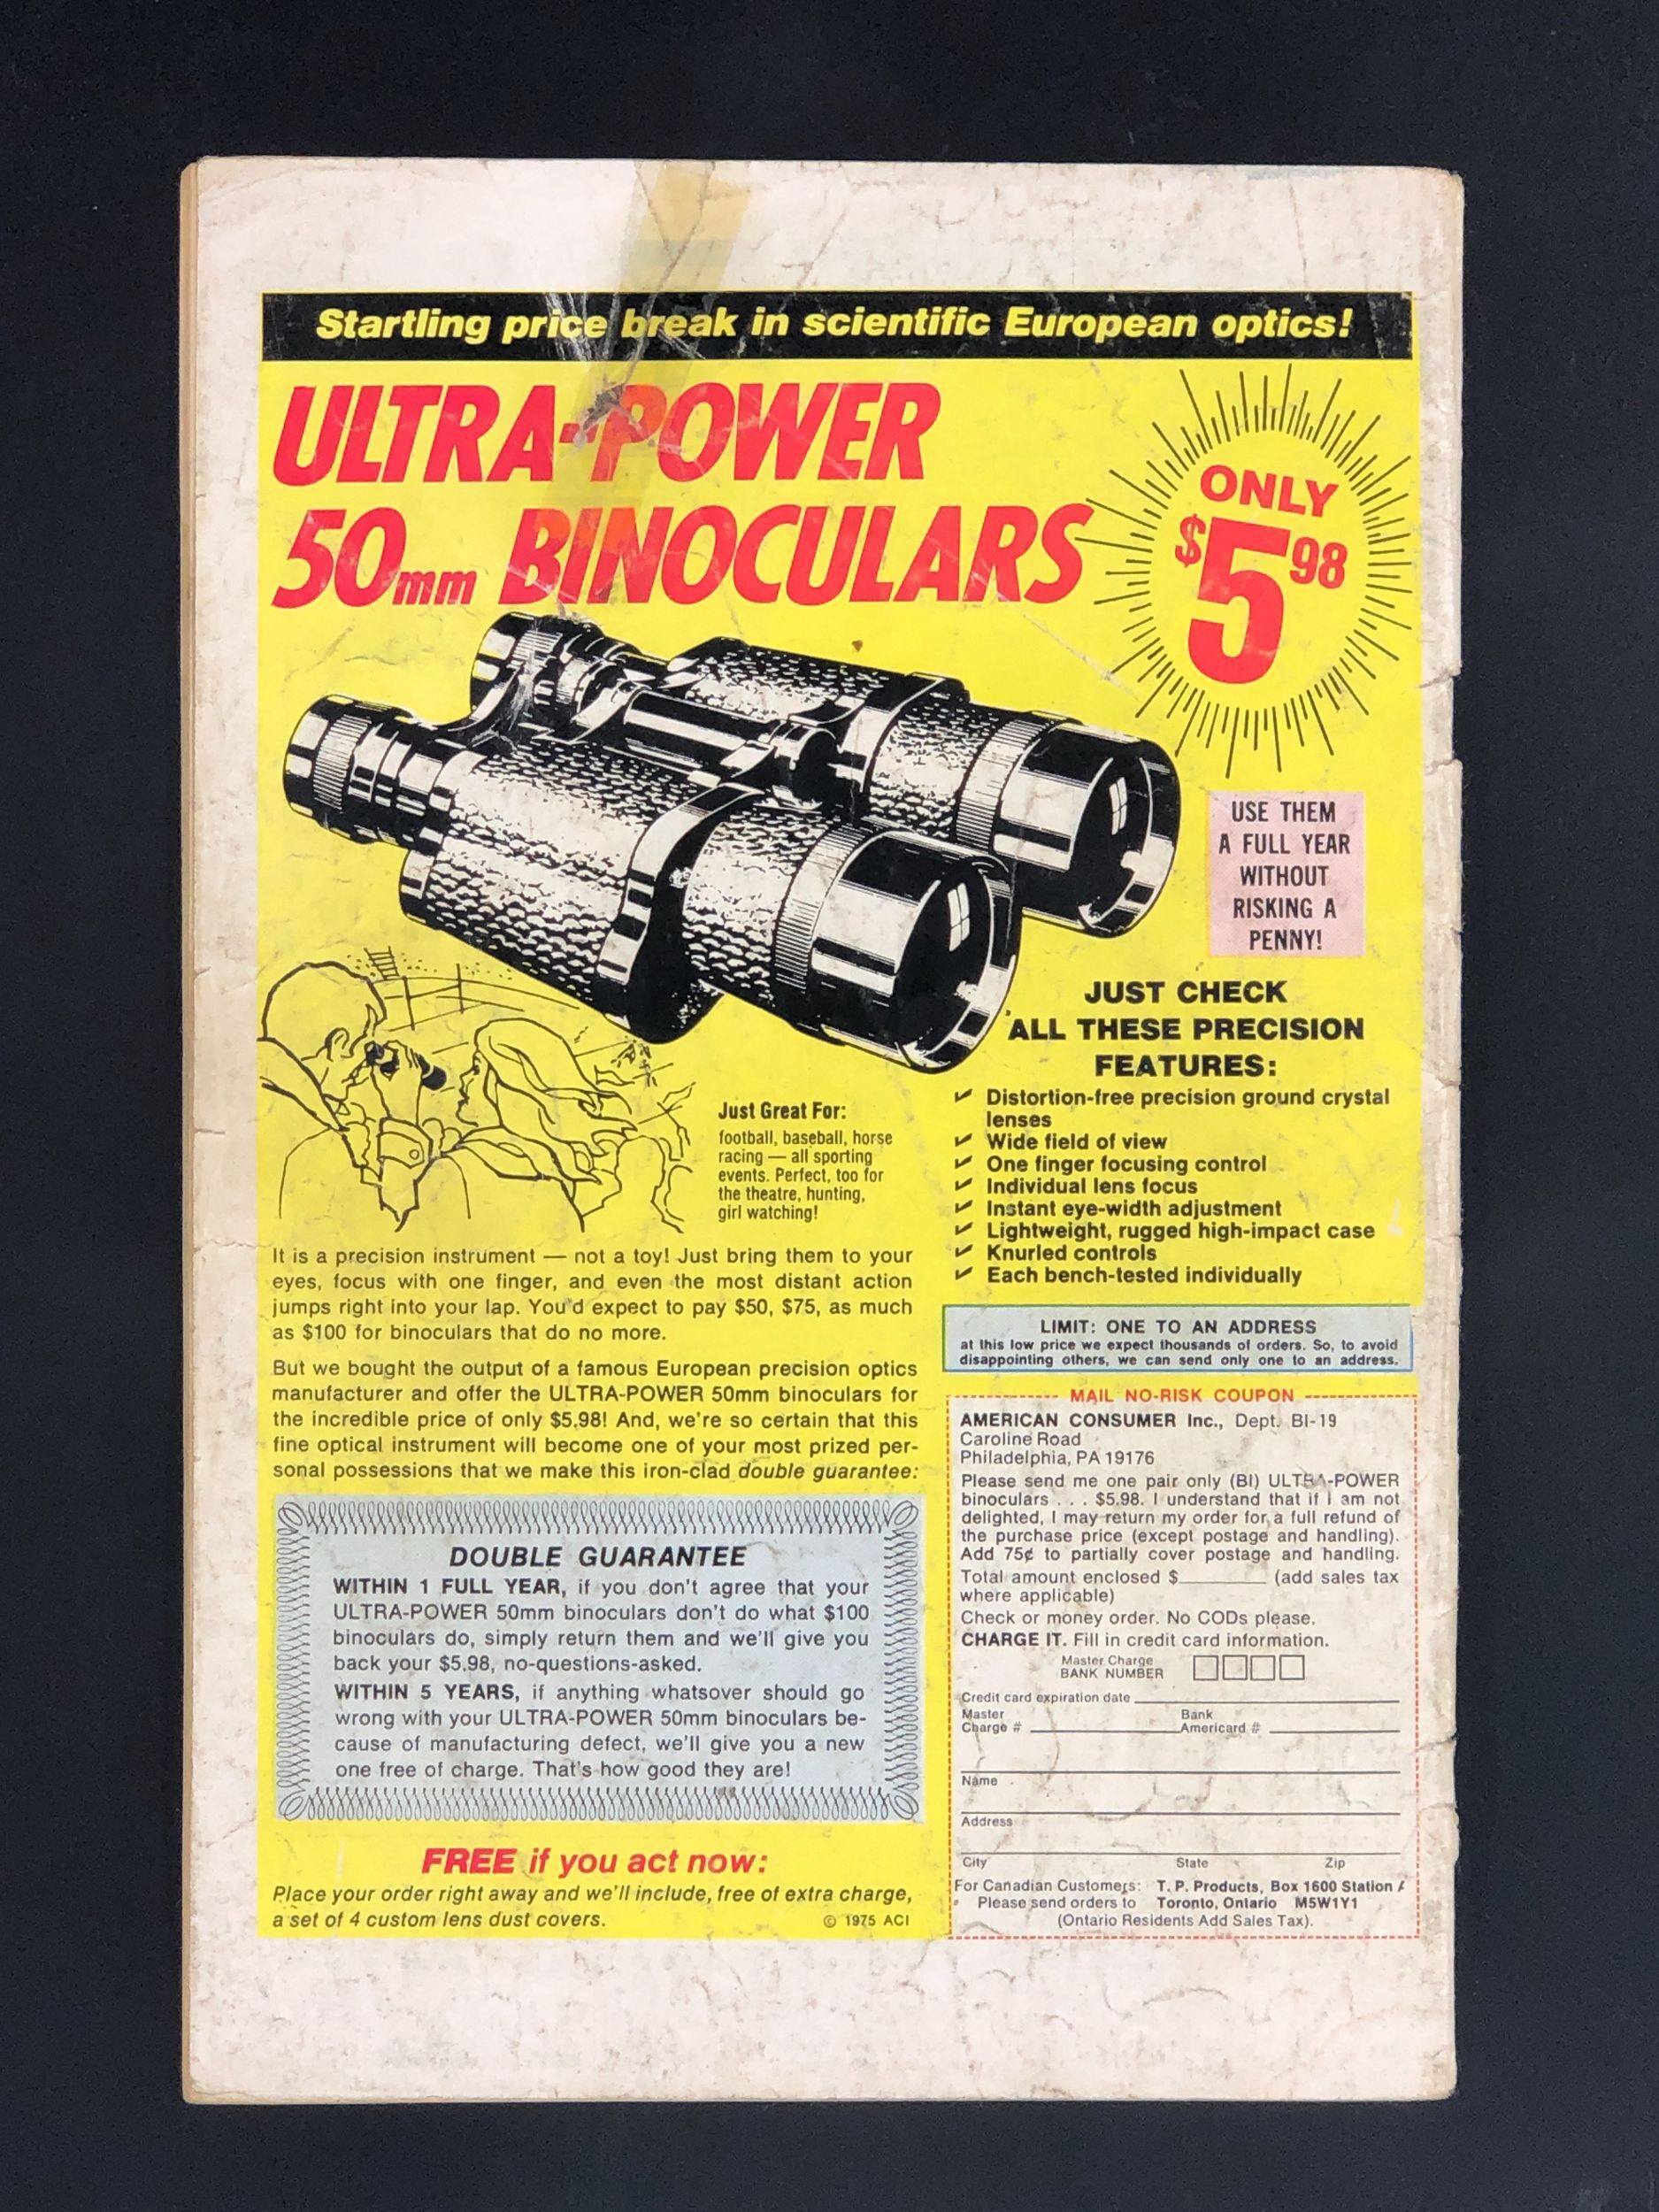 Startling price break in scientific European optics!
ULTRA-POWER
50mm BINOCULARS
ONLY
$5 98
USE THEM
A FULL YEAR
WITHOUT
RISKING A
PENNY!
JUST CHECK
ALL THESE PRECISION
FEATURES:
Distortion-free precision ground crystal
lenses
Wide field of view
One finger focusing control
Individual lens focus
Instant eye-width adjustment
Lightweight, rugged high-impact case
Knurled controls
Each bench-tested individually
Just Great For:
football, baseball, horse
racing — all sporting
events. Perfect, too for
the theatre, hunting,
girl watching!
It is a precision instrument — not a toy! Just bring them to your
eyes, focus with one finger, and even the most distant action
jumps right into your lap. You'd expect to pay $50, $75, as much
as $100 for binoculars that do no more.
But we bought the output of a famous European precision optics
manufacturer and offer the ULTRA-POWER 50mm binoculars for
the incredible price of only $5.98! And, we're so certain that this
fine optical instrument will become one of your most prized per-
sonal possessions that we make this iron-clad double guarantee:
DOUBLE GUARANTEE
WITHIN 1 FULL YEAR, if you don't agree that your
ULTRA-POWER 50mm binoculars don't do what $100
binoculars do, simply return them and we'll give you
back your $5.98, no-questions-asked.
WITHIN 5 YEARS, if anything whatsover should go
wrong with your ULTRA-POWER 50mm binoculars be-
cause of manufacturing defect, we'll give you a new
one free of charge. That's how good they are!
FREE if you act now:
Place your order right away and we'll include, free of extra charge,
a set of 4 custom lens dust covers.
© 1975 ACI
LIMIT: ONE TO AN ADDRESS
at this low price we expect thousands of orders. So, to avoid
disappointing others, we can send only one to an address.
MAIL NO-RISK COUPON
AMERICAN CONSUMER Inc., Dept. BI-19
Caroline Road
Philadelphia, PA 19176
Please send me one pair only (BI) ULTRA-POWER
binoculars . . . $5.98. I understand that if I am not
delighted, I may return my order for a full refund of
the purchase price (except postage and handling).
Add 75¢ to partially cover postage and handling.
Total amount enclosed $________ (add sales tax
where applicable)
Check or money order. No CODs please.
CHARGE IT. Fill in credit card information.
Master Charge
BANK NUMBER
Credit card expiration date
Master Bank
Charge # Americard #
Name
Address
City State Zip
For Canadian Customers: T. P. Products, Box 1600 Station
Please send orders to Toronto, Ontario M5W1Y1
(Ontario Residents Add Sales Tax).